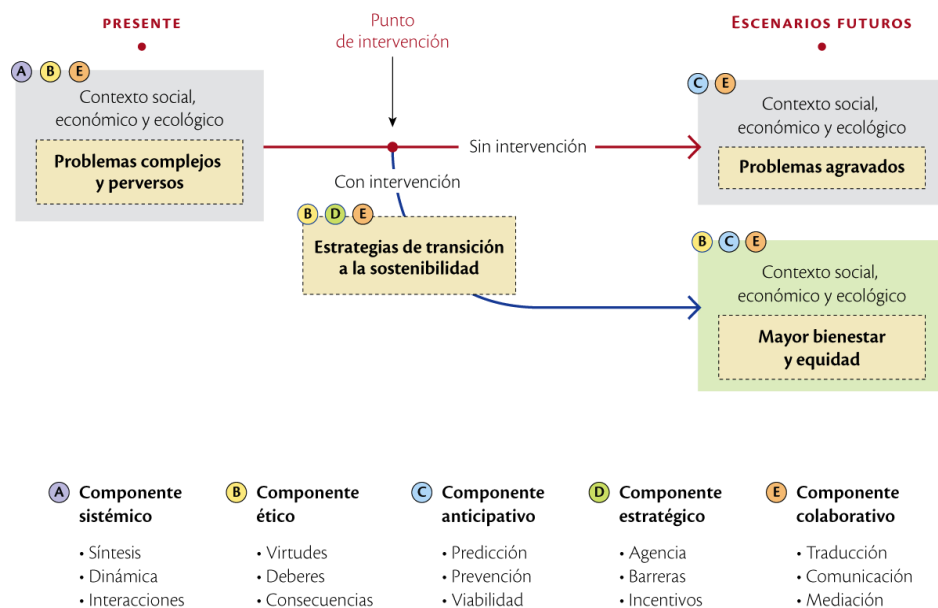 PRESENTE
Punto
de intervención
ESCENARIOS FUTUROS
A B E
Contexto social,
económico y ecológico
Problemas complejos
y perversos
Sin intervención
Con intervención
C E
Contexto social,
económico y ecológico
Problemas agravados
B D E
Estrategias de transición
a la sostenibilidad
B C E
Contexto social,
económico y ecológico
Mayor bienestar
y equidad
A Componente
sistémico
• Síntesis
• Dinámica
• Interacciones
B Componente
ético
• Virtudes
• Deberes
• Consecuencias
C Componente
anticipativo
• Predicción
• Prevención
• Viabilidad
D Componente
estratégico
• Agencia
• Barreras
• Incentivos
E Componente
colaborativo
• Traducción
• Comunicación
• Mediación